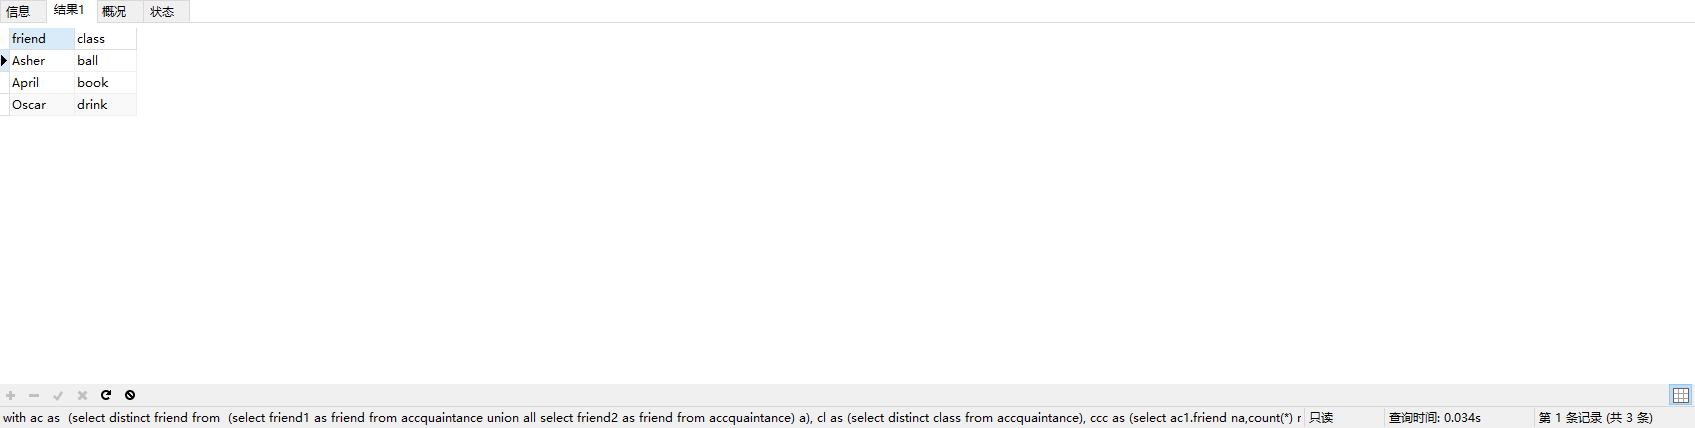 信息 结果1 概况 状态
friend class
Asher ball
April book
Oscar drink
with ac as (select distinct friend from (select friend1 as friend from accquaintance union all select friend2 as friend from accquaintance) a), cl as (select distinct class from accquaintance), ccc as (select ac1.friend na,count(*) r 只读 查询时间: 0.034s 第 1 条记录 (共 3 条)